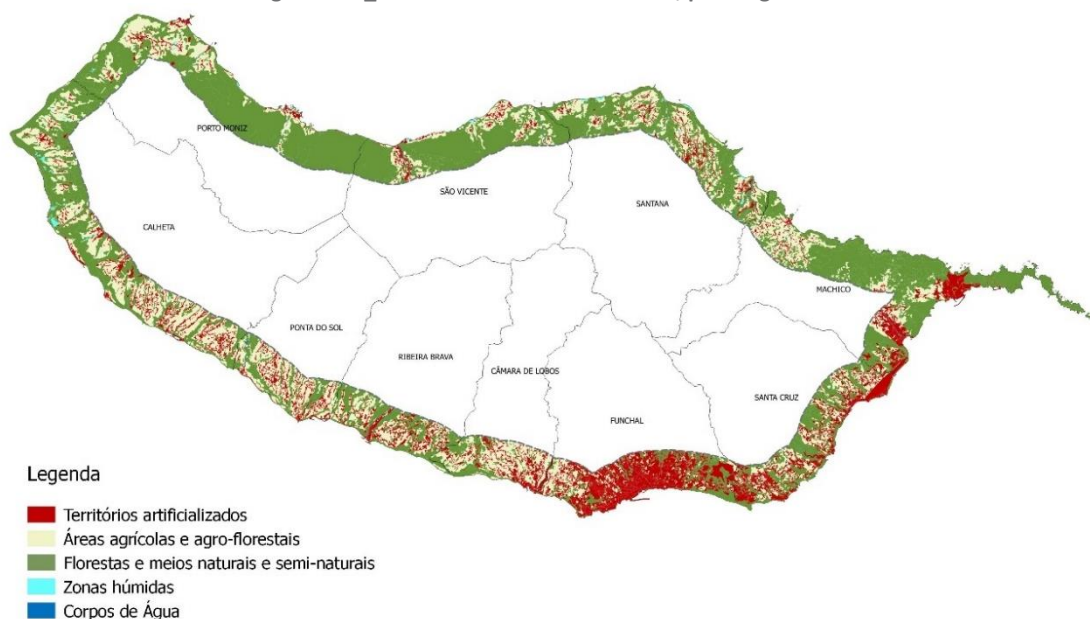 PORTO MONIZ
SÃO VICENTE
SANTANA
CALHETA
MACHICO
PONTA DO SOL
RIBEIRA BRAVA
CÂMARA DE LOBOS
SANTA CRUZ
FUNCHAL
Legenda
Territórios artificializados
Áreas agrícolas e agro-florestais
Florestas e meios naturais e semi-naturais
Zonas húmidas
Corpos de Água